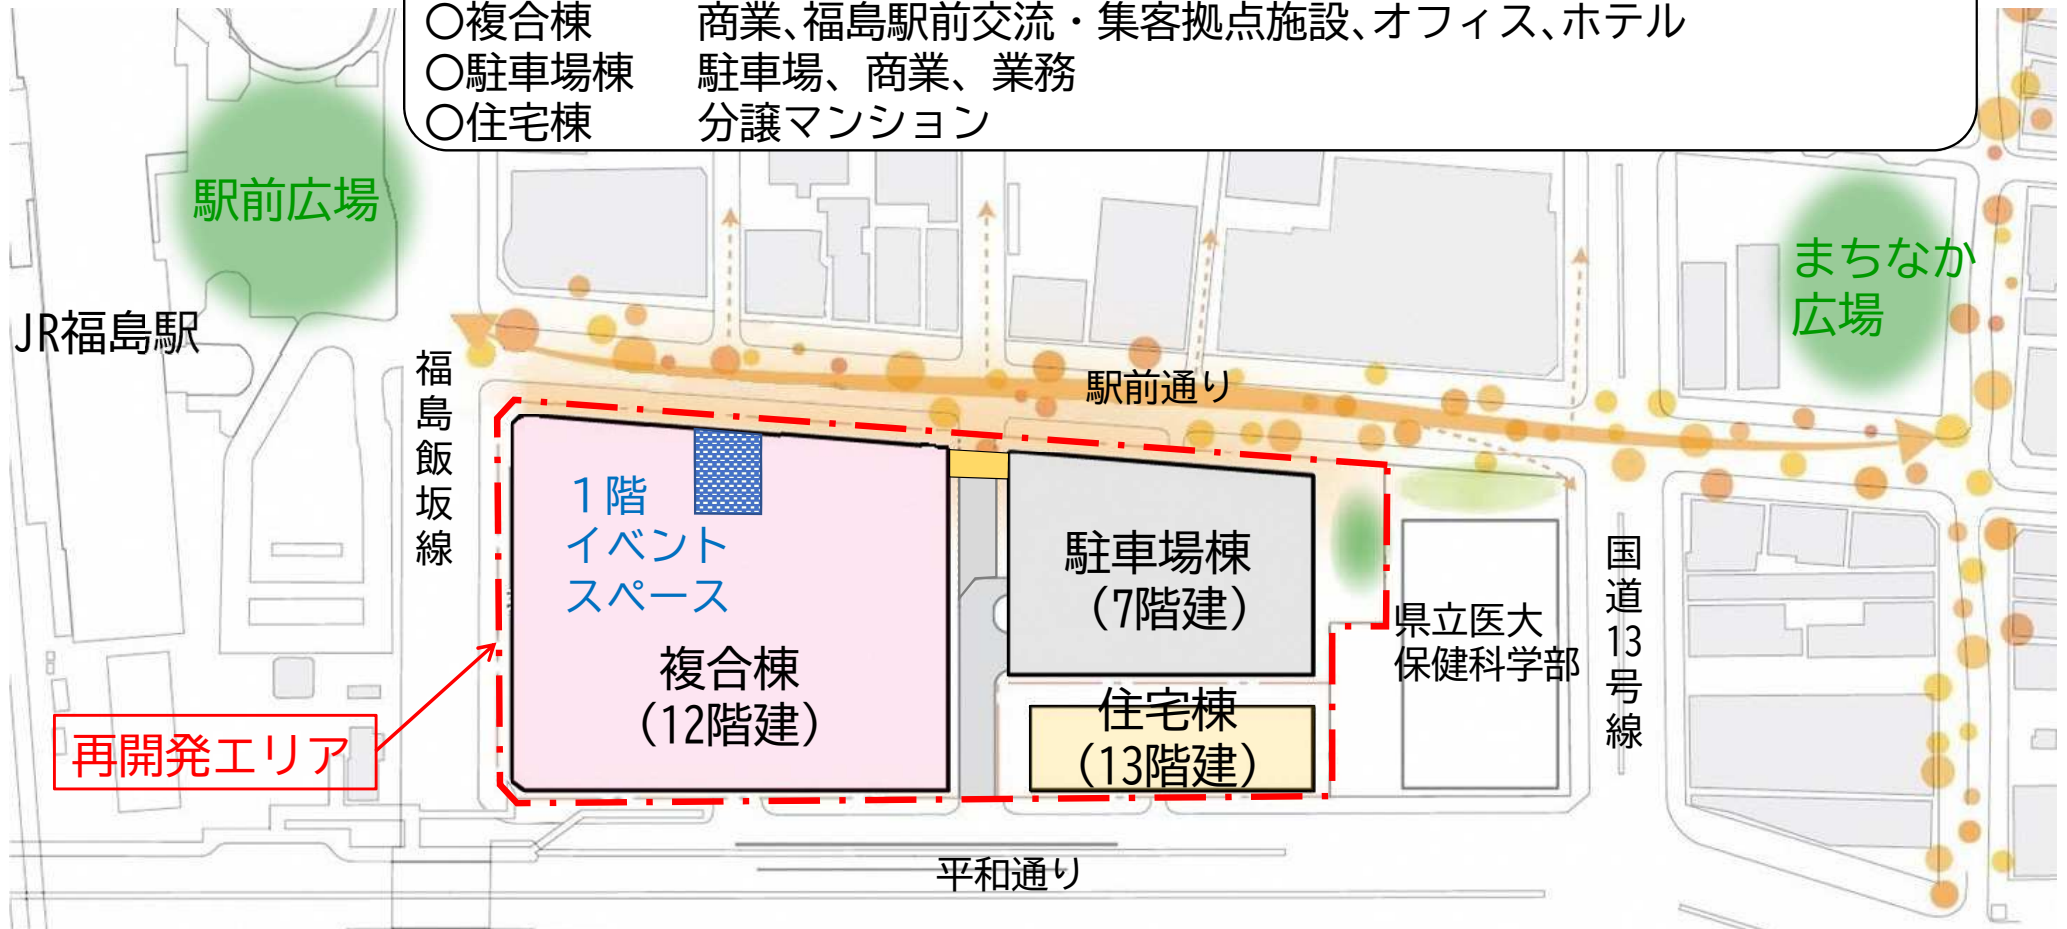 〇複合棟 商業、福島駅前交流・集客拠点施設、オフィス、ホテル
〇駐車場棟 駐車場、商業、業務
〇住宅棟 分譲マンション
駅前広場
まちなか
広場
JR福島駅
福島飯坂線
駅前通り
1階
イベント
スペース
駐車場棟
(7階建)
国道13号線
県立医大
保健科学部
複合棟
(12階建)
住宅棟
(13階建)
再開発エリア
平和通り